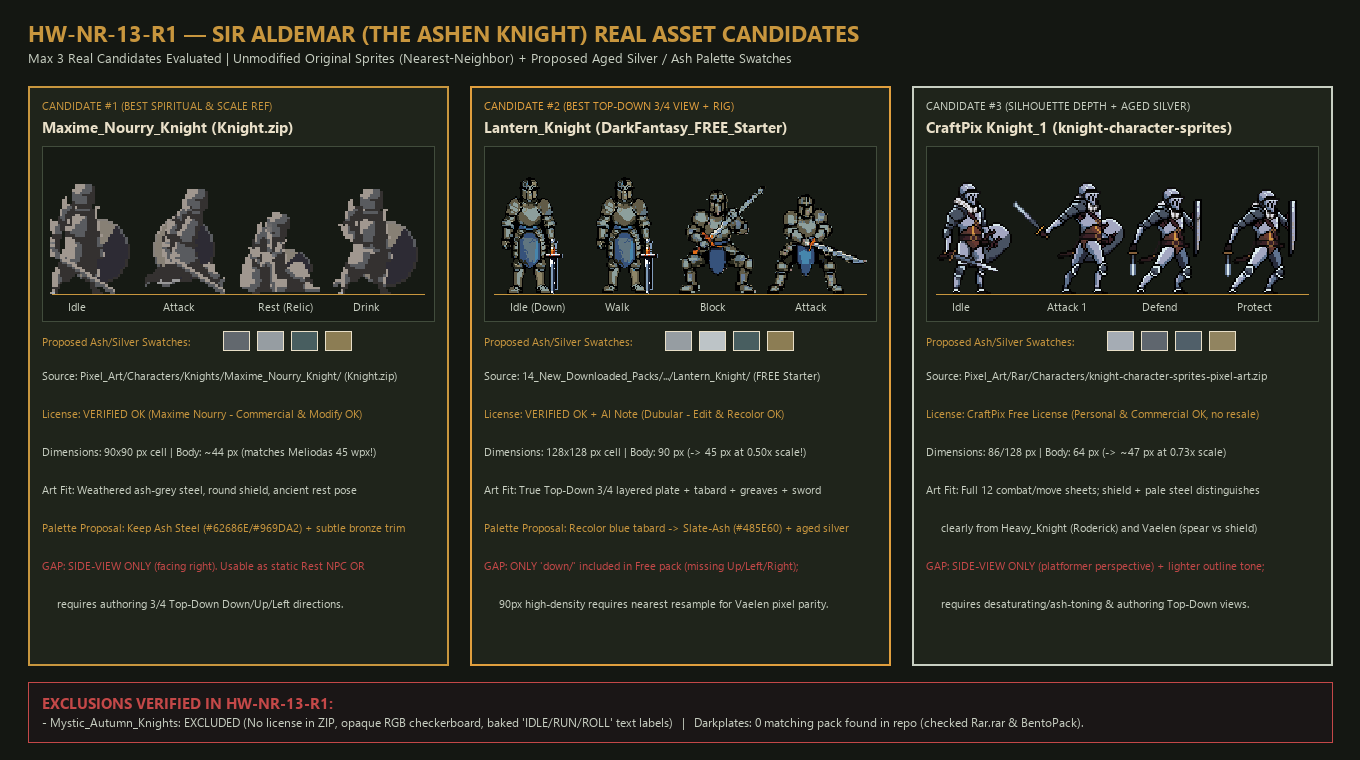 HW-NR-13-R1 — SIR ALDEMAR (THE ASHEN KNIGHT) REAL ASSET CANDIDATES
Max 3 Real Candidates Evaluated | Unmodified Original Sprites (Nearest-Neighbor) + Proposed Aged Silver / Ash Palette Swatches
CANDIDATE #1 (BEST SPIRITUAL & SCALE REF)
Maxime_Nourry_Knight (Knight.zip)
Idle
Attack
Rest (Relic)
Drink
Proposed Ash/Silver Swatches:
Source: Pixel_Art/Characters/Knights/Maxime_Nourry_Knight/ (Knight.zip)
License: VERIFIED OK (Maxime Nourry - Commercial & Modify OK)
Dimensions: 90x90 px cell | Body: ~44 px (matches Meliodas 45 wpx!)
Art Fit: Weathered ash-grey steel, round shield, ancient rest pose
Palette Proposal: Keep Ash Steel (#62686E/#969DA2) + subtle bronze trim
GAP: SIDE-VIEW ONLY (facing right). Usable as static Rest NPC OR
requires authoring 3/4 Top-Down Down/Up/Left directions.
CANDIDATE #2 (BEST TOP-DOWN 3/4 VIEW + RIG)
Lantern_Knight (DarkFantasy_FREE_Starter)
Idle (Down)
Walk
Block
Attack
Proposed Ash/Silver Swatches:
Source: 14_New_Downloaded_Packs/.../Lantern_Knight/ (FREE Starter)
License: VERIFIED OK + AI Note (Dubular - Edit & Recolor OK)
Dimensions: 128x128 px cell | Body: 90 px (-> 45 px at 0.50x scale!)
Art Fit: True Top-Down 3/4 layered plate + tabard + greaves + sword
Palette Proposal: Recolor blue tabard -> Slate-Ash (#485E60) + aged silver
GAP: ONLY 'down/' included in Free pack (missing Up/Left/Right);
90px high-density requires nearest resample for Vaelen pixel parity.
CANDIDATE #3 (SILHOUETTE DEPTH + AGED SILVER)
CraftPix Knight_1 (knight-character-sprites)
Idle
Attack 1
Defend
Protect
Proposed Ash/Silver Swatches:
Source: Pixel_Art/Rar/Characters/knight-character-sprites-pixel-art.zip
License: CraftPix Free License (Personal & Commercial OK, no resale)
Dimensions: 86/128 px | Body: 64 px (-> ~47 px at 0.73x scale)
Art Fit: Full 12 combat/move sheets; shield + pale steel distinguishes
clearly from Heavy_Knight (Roderick) and Vaelen (spear vs shield)
GAP: SIDE-VIEW ONLY (platformer perspective) + lighter outline tone;
requires desaturating/ash-toning & authoring Top-Down views.
EXCLUSIONS VERIFIED IN HW-NR-13-R1:
- Mystic_Autumn_Knights: EXCLUDED (No license in ZIP, opaque RGB checkerboard, baked 'IDLE/RUN/ROLL' text labels) | Darkplates: 0 matching pack found in repo (checked Rar.rar & BentoPack).